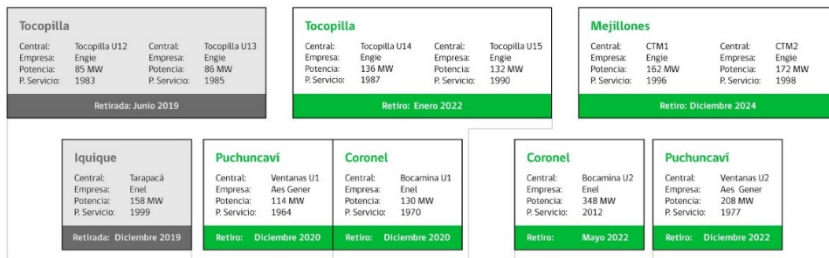 Tocopilla
Central: Tocopilla U12 Central: Tocopilla U13
Empresa: Engie Empresa: Engie
Potencia: 85 MW Potencia: 86 MW
P. Servicio: 1983 P. Servicio: 1985
Retirada: Junio 2019
Tocopilla
Central: Tocopilla U14 Central: Tocopilla U15
Empresa: Engie Empresa: Engie
Potencia: 136 MW Potencia: 132 MW
P. Servicio: 1987 P. Servicio: 1990
Retiro: Enero 2022
Mejillones
Central: CTM1 Central: CTM2
Empresa: Engie Empresa: Engie
Potencia: 162 MW Potencia: 172 MW
P. Servicio: 1996 P. Servicio: 1998
Retiro: Diciembre 2024
Iquique
Central: Tarapacá
Empresa: Enel
Potencia: 158 MW
P. Servicio: 1999
Retirada: Diciembre 2019
Puchuncaví
Central: Ventanas U1
Empresa: Aes Gener
Potencia: 114 MW
P. Servicio: 1964
Retiro: Diciembre 2020
Coronel
Central: Bocamina U1
Empresa: Enel
Potencia: 130 MW
P. Servicio: 1970
Retiro: Diciembre 2020
Coronel
Central: Bocamina U2
Empresa: Enel
Potencia: 348 MW
P. Servicio: 2012
Retiro: Mayo 2022
Puchuncaví
Central: Ventanas U2
Empresa: Aes Gener
Potencia: 208 MW
P. Servicio: 1977
Retiro: Diciembre 2022